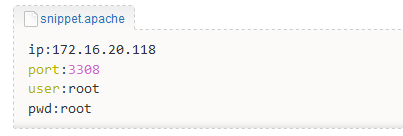 snippet.apache
ip:172.16.20.118
port:3308
user:root
pwd:root